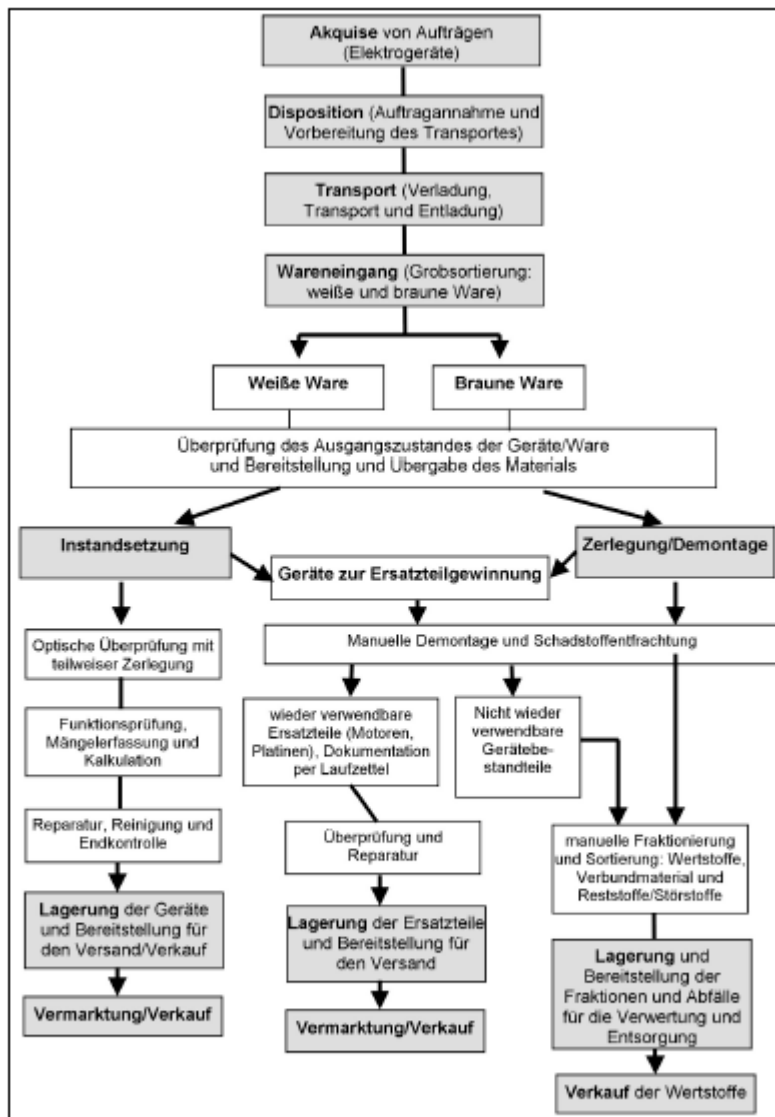 Akquise von Aufträgen
(Elektrogeräte)
Disposition (Auftragannahme und
Vorbereitung des Transportes)
Transport (Verladung,
Transport und Entladung)
Wareneingang (Grobsortierung:
weiße und braune Ware)
Weiße Ware
Braune Ware
Überprüfung des Ausgangszustandes der Geräte/Ware
und Bereitstellung und Übergabe des Materials
Instandsetzung
Zerlegung/Demontage
Geräte zur Ersatzteilgewinnung
Optische Überprüfung mit
teilweiser Zerlegung
Manuelle Demontage und Schadstoffentfrachtung
Funktionsprüfung,
Mängelerfassung und
Kalkulation
wieder verwendbare
Ersatzteile (Motoren,
Platinen), Dokumentation
per Laufzettel
Nicht wieder
verwendbare
Gerätebe-
standteile
Reparatur, Reinigung und
Endkontrolle
Überprüfung und
Reparatur
manuelle Fraktionierung
und Sortierung: Wertstoffe,
Verbundmaterial und
Reststoffe/Störstoffe
Lagerung der Geräte
und Bereitstellung für
den Versand/Verkauf
Lagerung der Ersatzteile
und Bereitstellung für
den Versand
Lagerung und
Bereitstellung der
Fraktionen und Abfälle
für die Verwertung und
Entsorgung
Vermarktung/Verkauf
Vermarktung/Verkauf
Verkauf der Wertstoffe